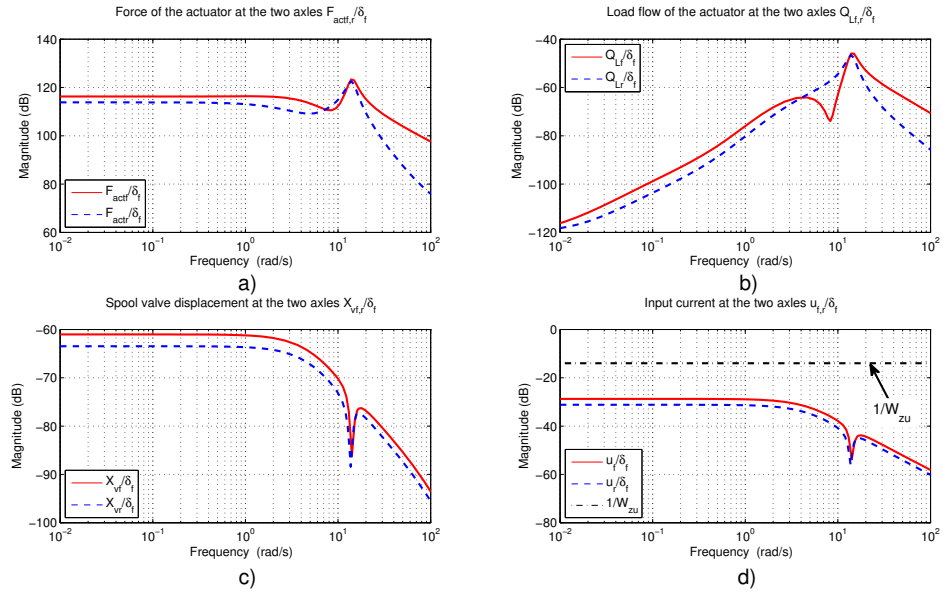 Force of the actuator at the two axles F_actf,r/δ_f
Magnitude (dB)
140
120
100
80
60
F_actf/δ_f
F_actr/δ_f
10^-2 10^-1 10^0 10^1 10^2
Frequency (rad/s)
a)
Load flow of the actuator at the two axles Q_Lf,r/δ_f
Magnitude (dB)
−40
−60
−80
−100
−120
Q_Lf/δ_f
Q_Lr/δ_f
10^-2 10^-1 10^0 10^1 10^2
Frequency (rad/s)
b)
Spool valve displacement at the two axles X_vf,r/δ_f
Magnitude (dB)
−60
−70
−80
−90
−100
X_vf/δ_f
X_vr/δ_f
10^-2 10^-1 10^0 10^1 10^2
Frequency (rad/s)
c)
Input current at the two axles u_f,r/δ_f
Magnitude (dB)
0
−20
−40
−60
−80
1/W_zu
u_f/δ_f
u_r/δ_f
1/W_zu
10^-2 10^-1 10^0 10^1 10^2
Frequency (rad/s)
d)